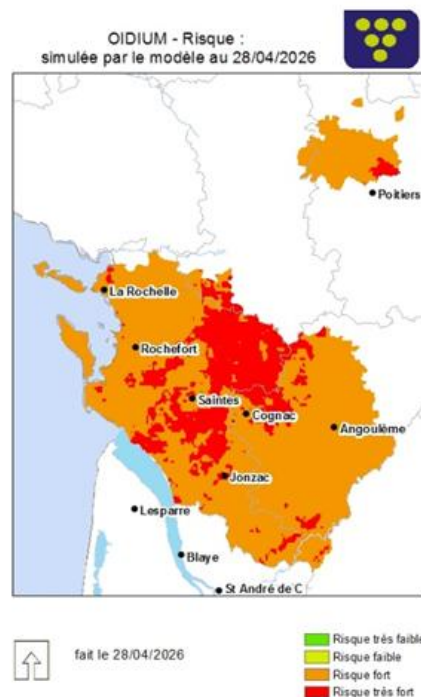 OIDIUM - Risque :
simulée par le modèle au 28/04/2026
Poitiers
La Rochelle
Rochefort
Saintes
Cognac
Angoulème
Jonzac
Lesparre
Blaye
St André de C
fait le 28/04/2026
Risque très faible
Risque faible
Risque fort
Risque très fort